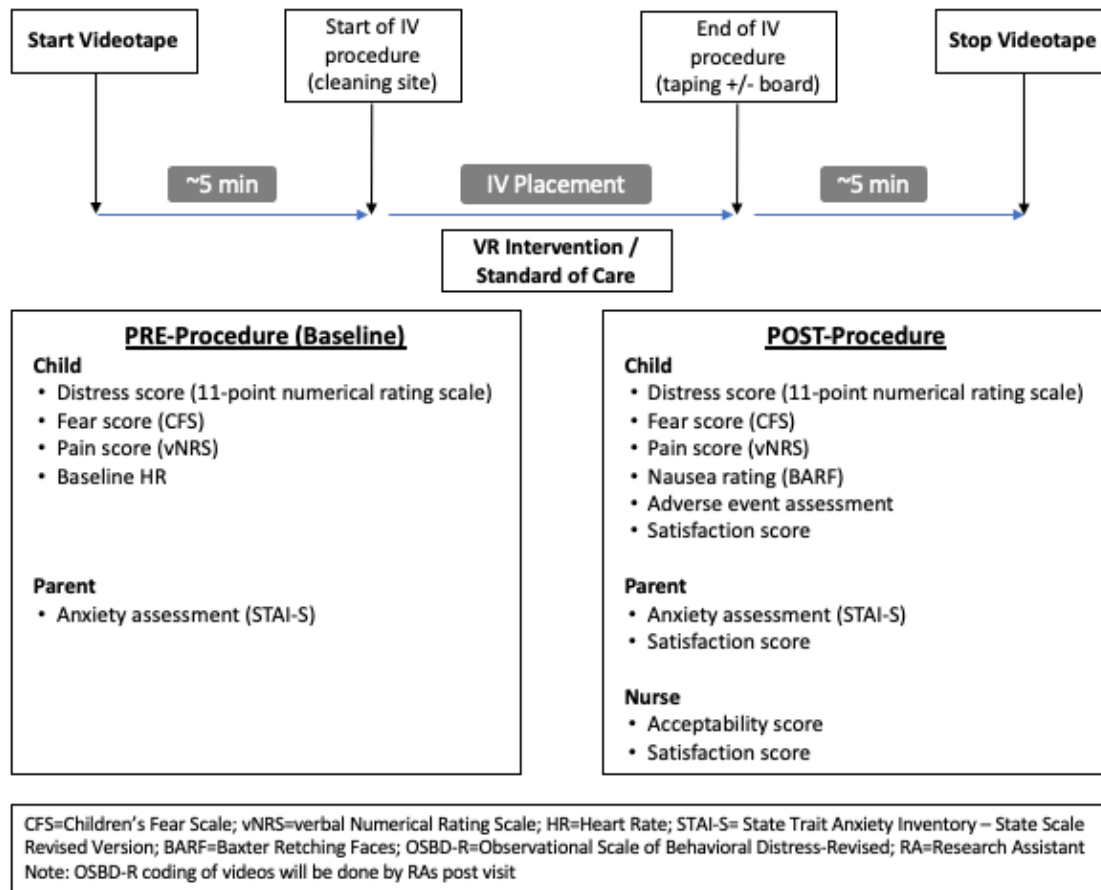 Start Videotape
Start of IV
procedure
(cleaning site)
End of IV
procedure
(taping +/- board)
Stop Videotape
~5 min
IV Placement
~5 min
VR Intervention /
Standard of Care
PRE-Procedure (Baseline)
Child
• Distress score (11-point numerical rating scale)
• Fear score (CFS)
• Pain score (vNRS)
• Baseline HR
Parent
• Anxiety assessment (STAI-S)
POST-Procedure
Child
• Distress score (11-point numerical rating scale)
• Fear score (CFS)
• Pain score (vNRS)
• Nausea rating (BARF)
• Adverse event assessment
• Satisfaction score
Parent
• Anxiety assessment (STAI-S)
• Satisfaction score
Nurse
• Acceptability score
• Satisfaction score
CFS=Children's Fear Scale; vNRS=verbal Numerical Rating Scale; HR=Heart Rate; STAI-S= State Trait Anxiety Inventory – State Scale
Revised Version; BARF=Baxter Retching Faces; OSBD-R=Observational Scale of Behavioral Distress-Revised; RA=Research Assistant
Note: OSBD-R coding of videos will be done by RAs post visit